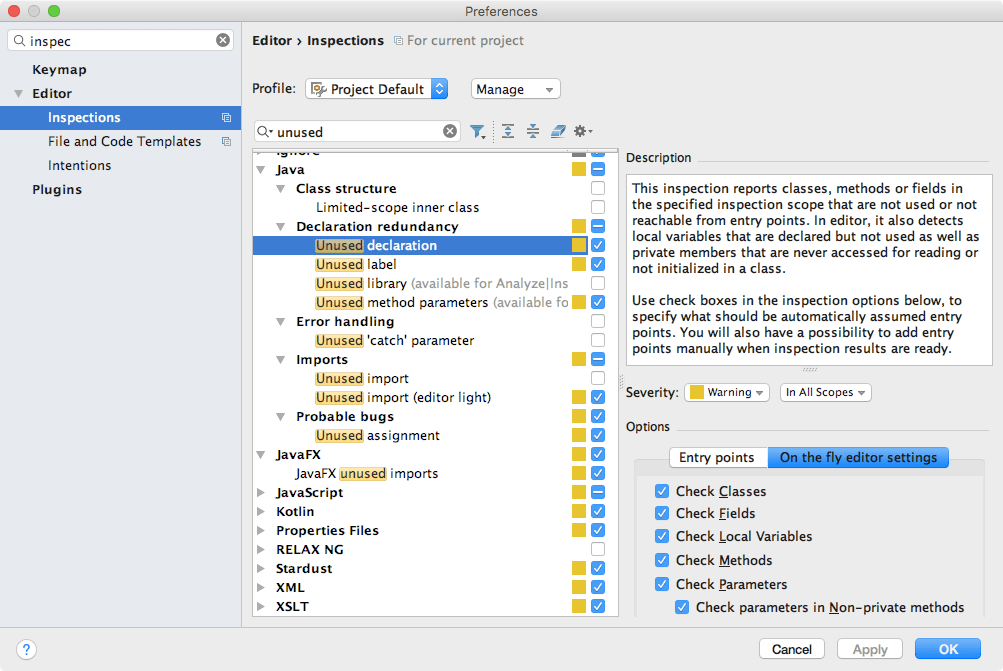 Preferences
inspec
Keymap
Editor
Inspections
File and Code Templates
Intentions
Plugins
Editor › Inspections For current project
Profile: Project Default Manage
unused
Ignore
Java
Class structure
Limited-scope inner class
Declaration redundancy
Unused declaration
Unused label
Unused library (available for Analyze|Ins
Unused method parameters (available fo
Error handling
Unused 'catch' parameter
Imports
Unused import
Unused import (editor light)
Probable bugs
Unused assignment
JavaFX
JavaFX unused imports
JavaScript
Kotlin
Properties Files
RELAX NG
Stardust
XML
XSLT
Description
This inspection reports classes, methods or fields in
the specified inspection scope that are not used or not
reachable from entry points. In editor, it also detects
local variables that are declared but not used as well as
private members that are never accessed for reading or
not initialized in a class.
Use check boxes in the inspection options below, to
specify what should be automatically assumed entry
points. You will also have a possibility to add entry
points manually when inspection results are ready.
Severity: Warning In All Scopes
Options
Entry points On the fly editor settings
Check Classes
Check Fields
Check Local Variables
Check Methods
Check Parameters
Check parameters in Non-private methods
? Cancel Apply OK